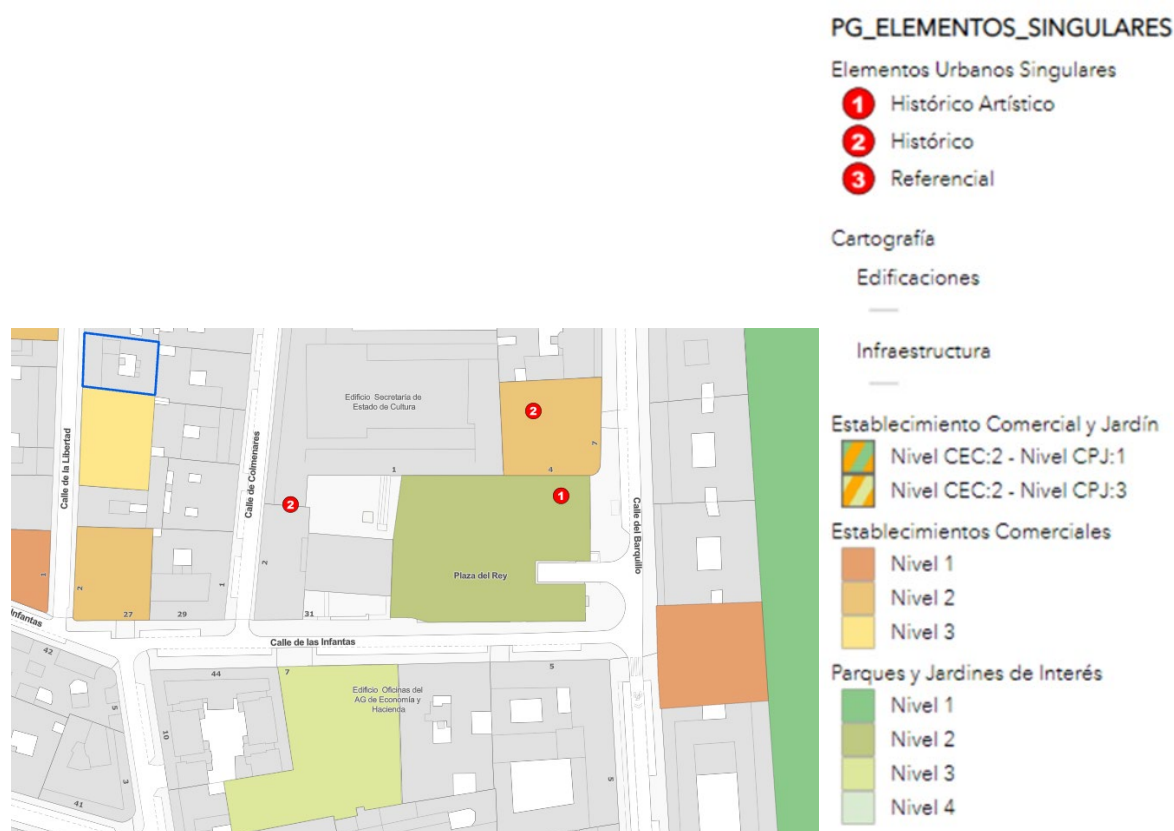 PG_ELEMENTOS_SINGULARES
Elementos Urbanos Singulares
1 Histórico Artístico
2 Histórico
3 Referencial
Cartografía
Edificaciones
Infraestructura
Establecimiento Comercial y Jardín
Nivel CEC:2 - Nivel CPJ:1
Nivel CEC:2 - Nivel CPJ:3
Establecimientos Comerciales
Nivel 1
Nivel 2
Nivel 3
Parques y Jardines de Interés
Nivel 1
Nivel 2
Nivel 3
Nivel 4
Edificio Secretaría de
Estado de Cultura
2
7
1
4
Calle de la Libertad
Calle de Colmenares
2
1
Calle del Barquillo
1
2
1
2
Plaza del Rey
27
29
31
Infantas
Calle de las Infantas
42
44
7
5
Edificio Oficinas del
AG de Economía y
Hacienda
5
10
3
5
41